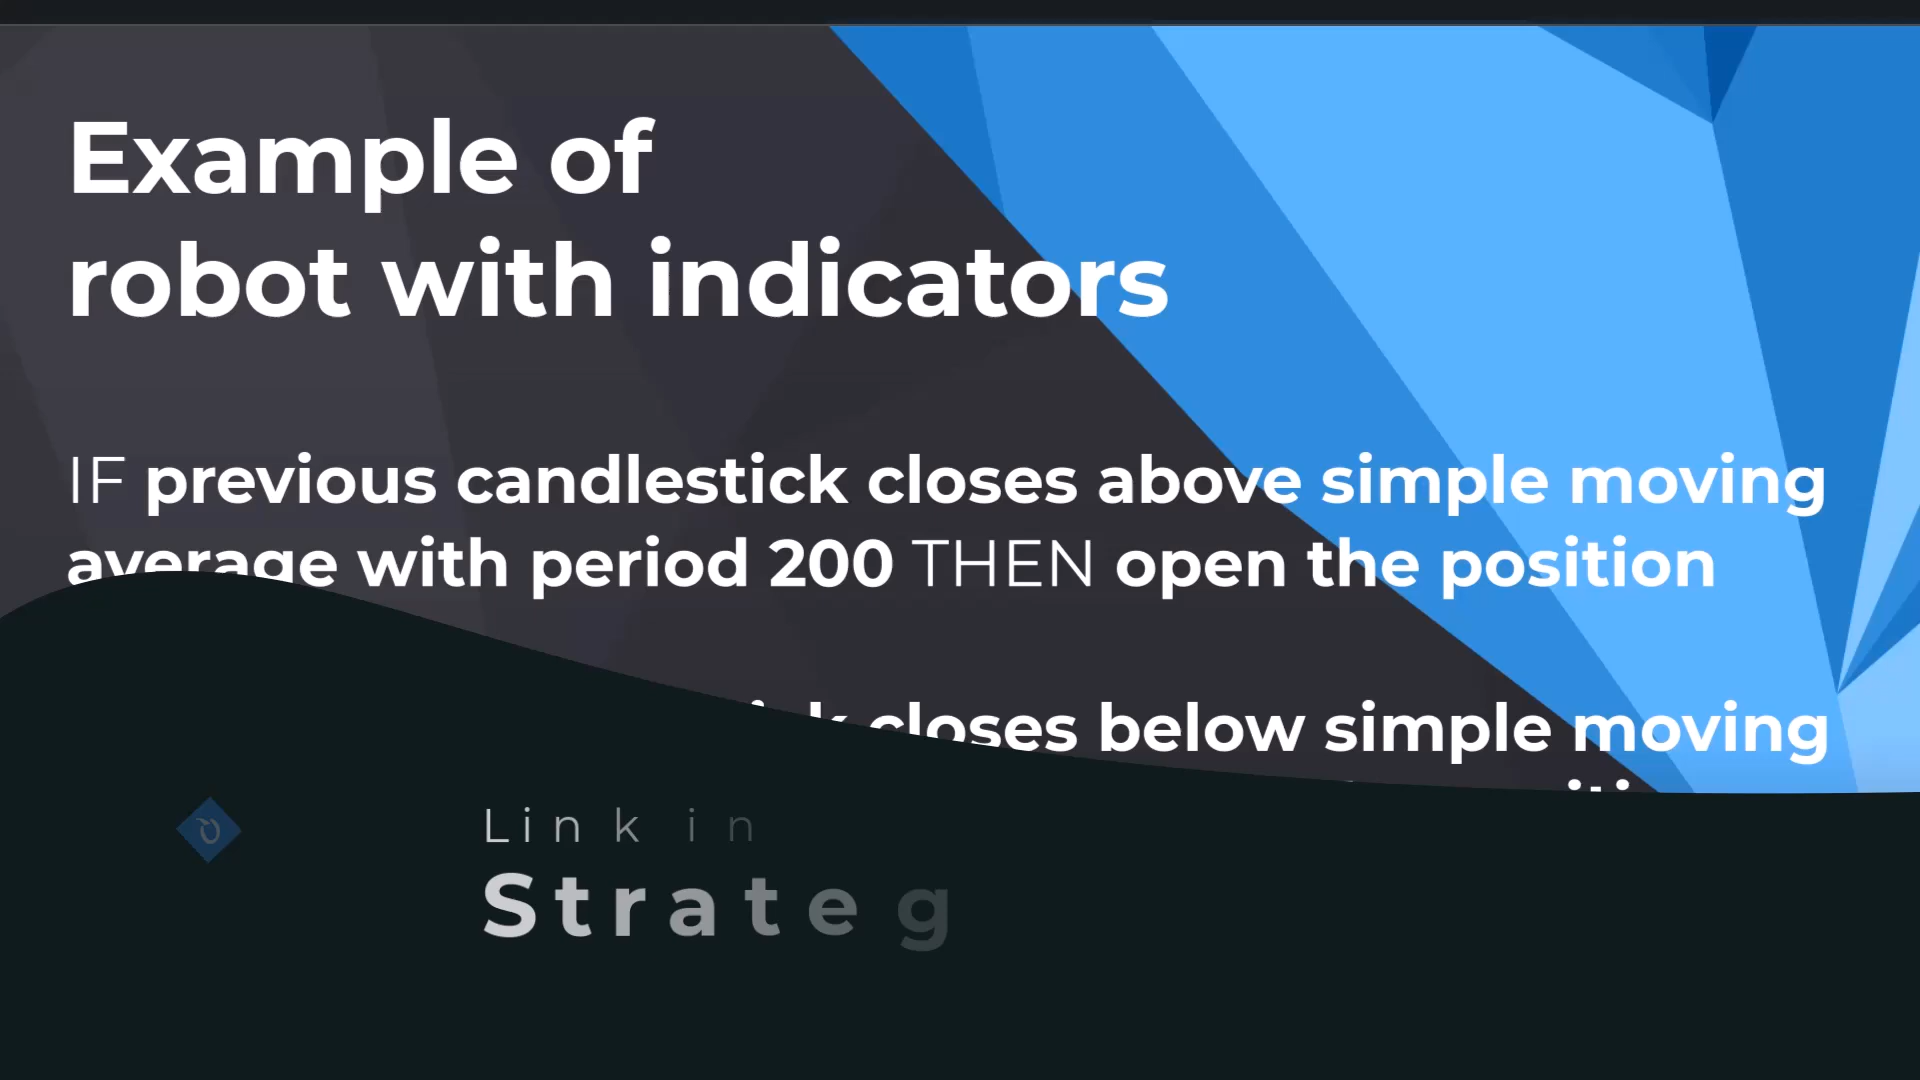 Example of
robot with indicators
IF previous candlestick closes above simple moving
average with period 200 THEN open the position
closes below simple moving
Link in
Strateg